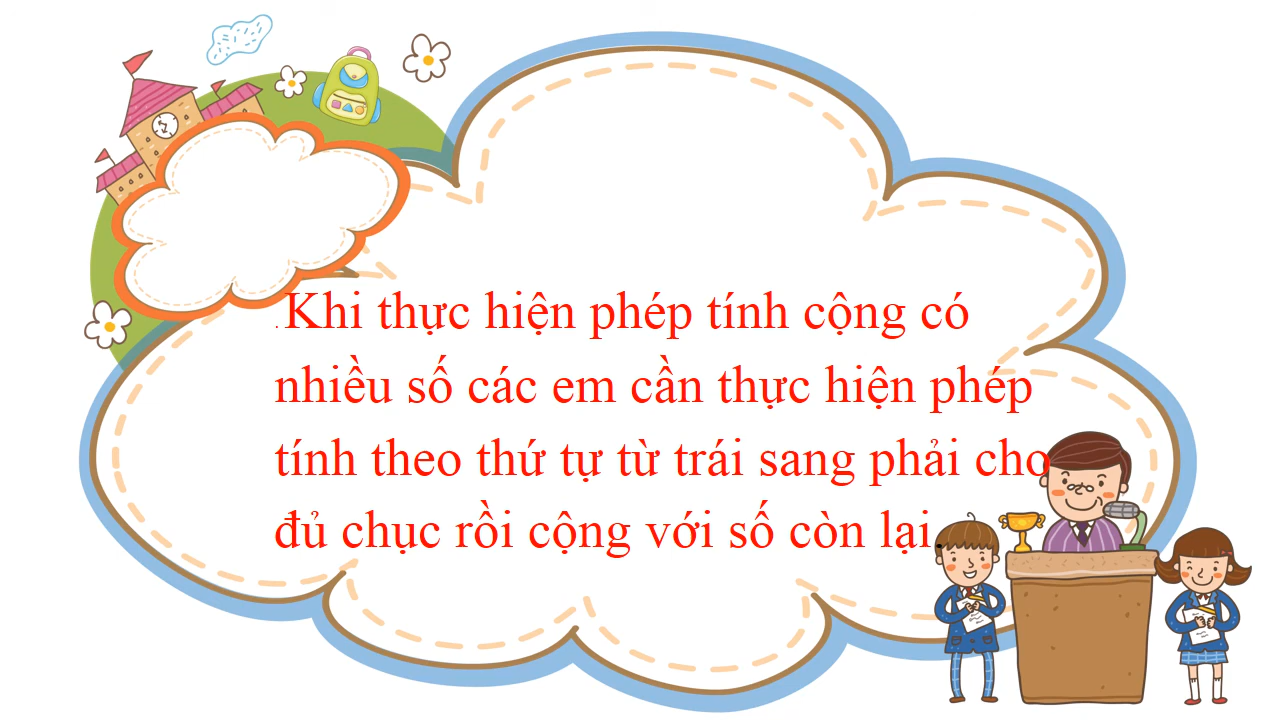 .Khi thực hiện phép tính cộng có
nhiều số các em cần thực hiện phép
tính theo thứ tự từ trái sang phải cho
đủ chục rồi cộng với số còn lại.